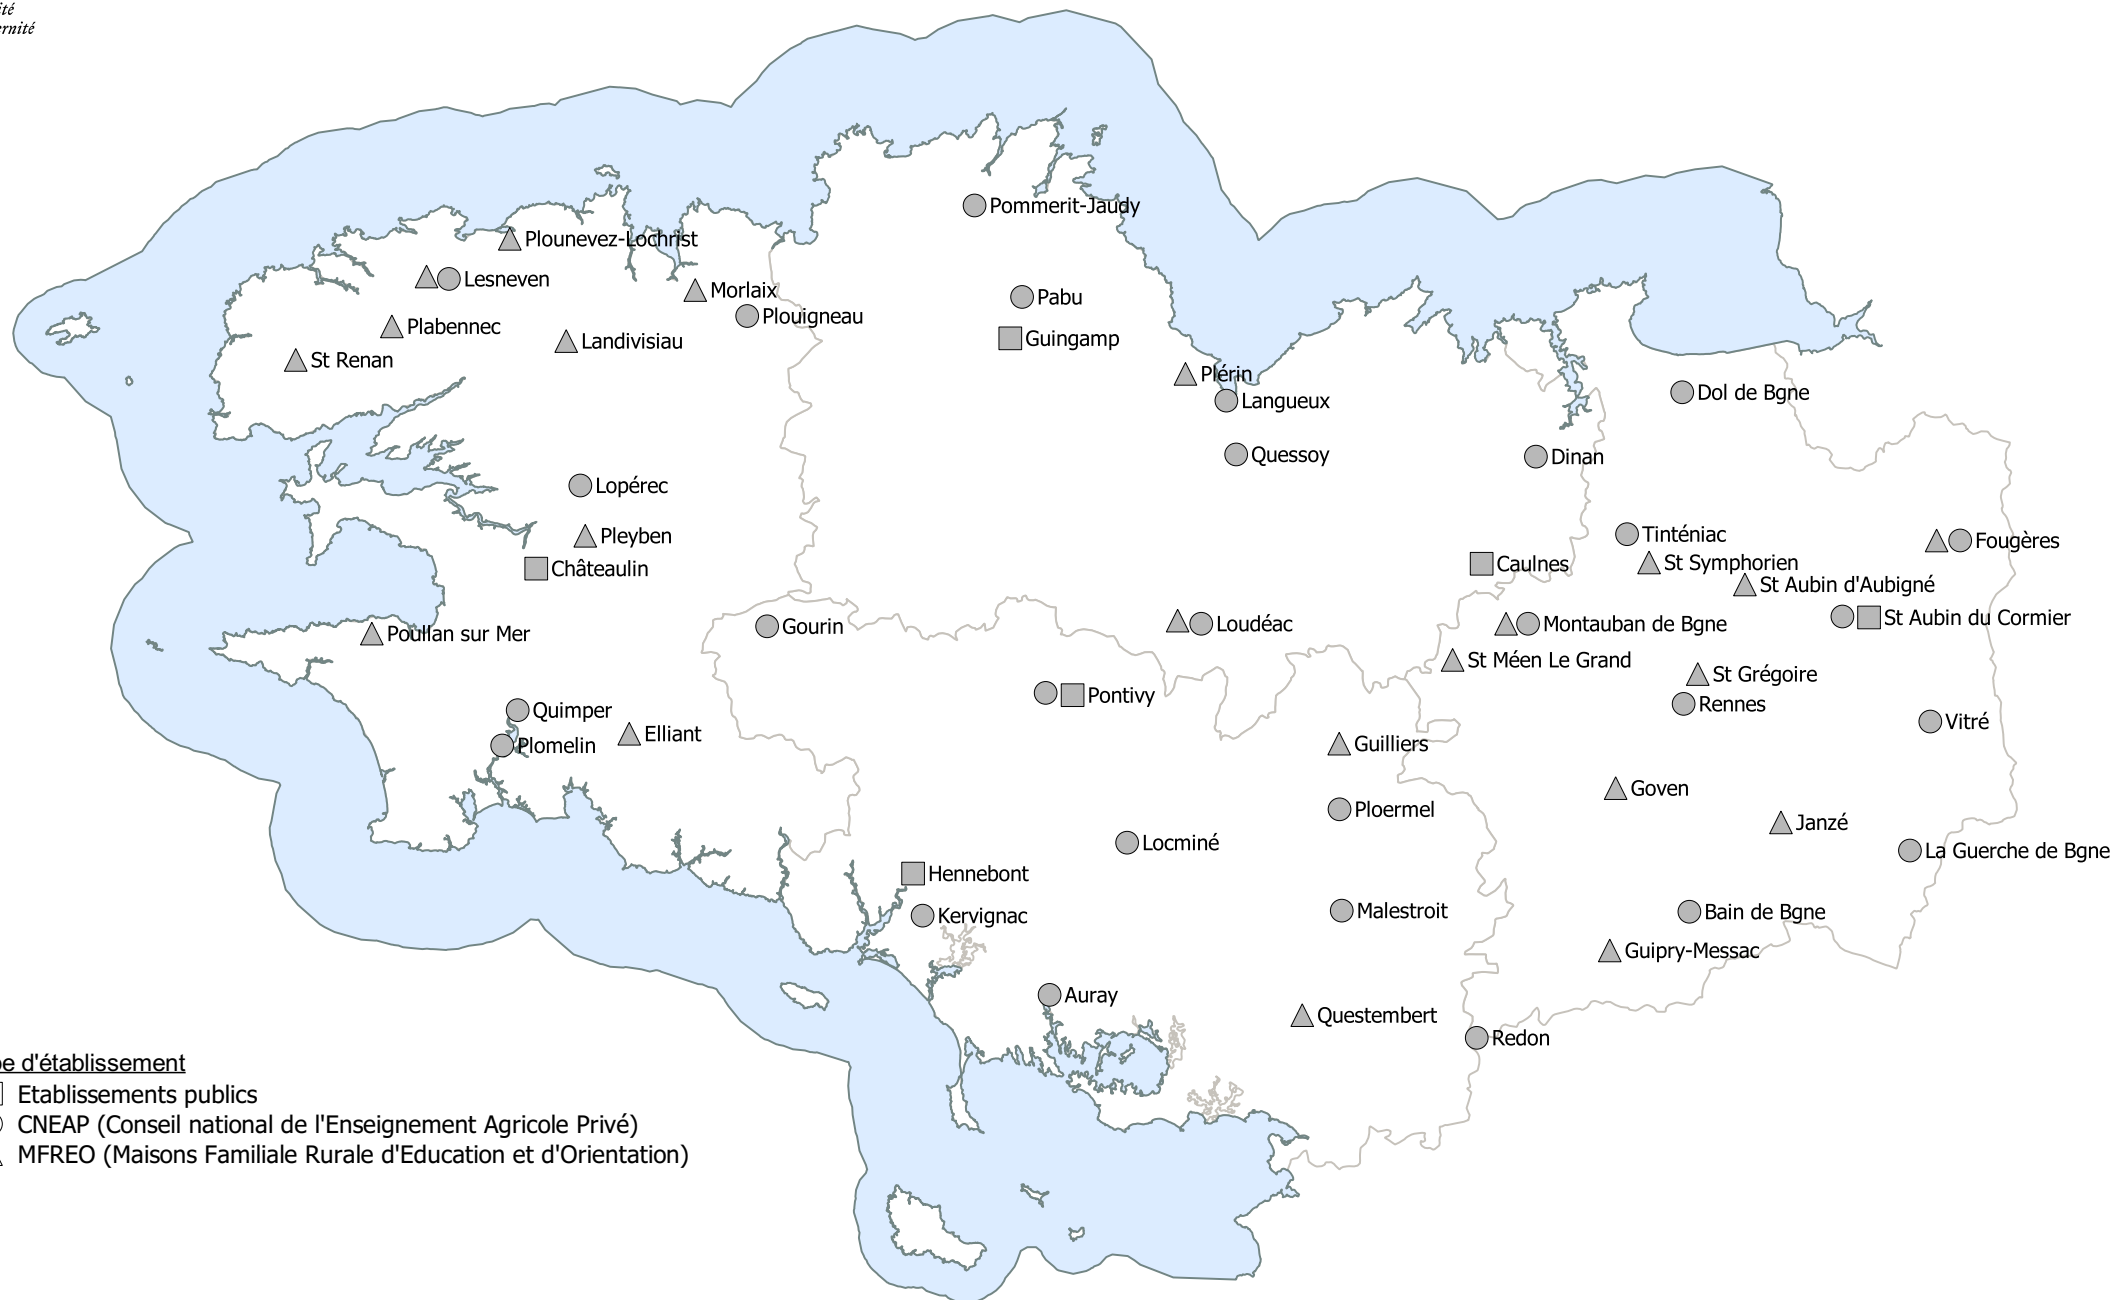 ité
ernité
Pommerit-Jaudy
Plounevez-Lochrist
Lesneven
Morlaix
Pabu
Plouigneau
Plabennec
Guingamp
Landivisiau
St Renan
Plérin
Dol de Bgne
Langueux
Quessoy
Dinan
Lopérec
Tinténiac
Pleyben
Fougères
St Symphorien
Caulnes
Châteaulin
St Aubin d'Aubigné
St Aubin du Cormier
Loudéac
Montauban de Bgne
Gourin
Poullan sur Mer
St Méen Le Grand
St Grégoire
Pontivy
Rennes
Quimper
Vitré
Elliant
Guilliers
Plomelin
Goven
Ploermel
Janzé
Locminé
La Guerche de Bgne
Hennebont
Malestroit
Bain de Bgne
Kervignac
Guipry-Messac
Auray
Questembert
Redon
pe d'établissement
Etablissements publics
CNEAP (Conseil national de l'Enseignement Agricole Privé)
MFREO (Maisons Familiale Rurale d'Education et d'Orientation)